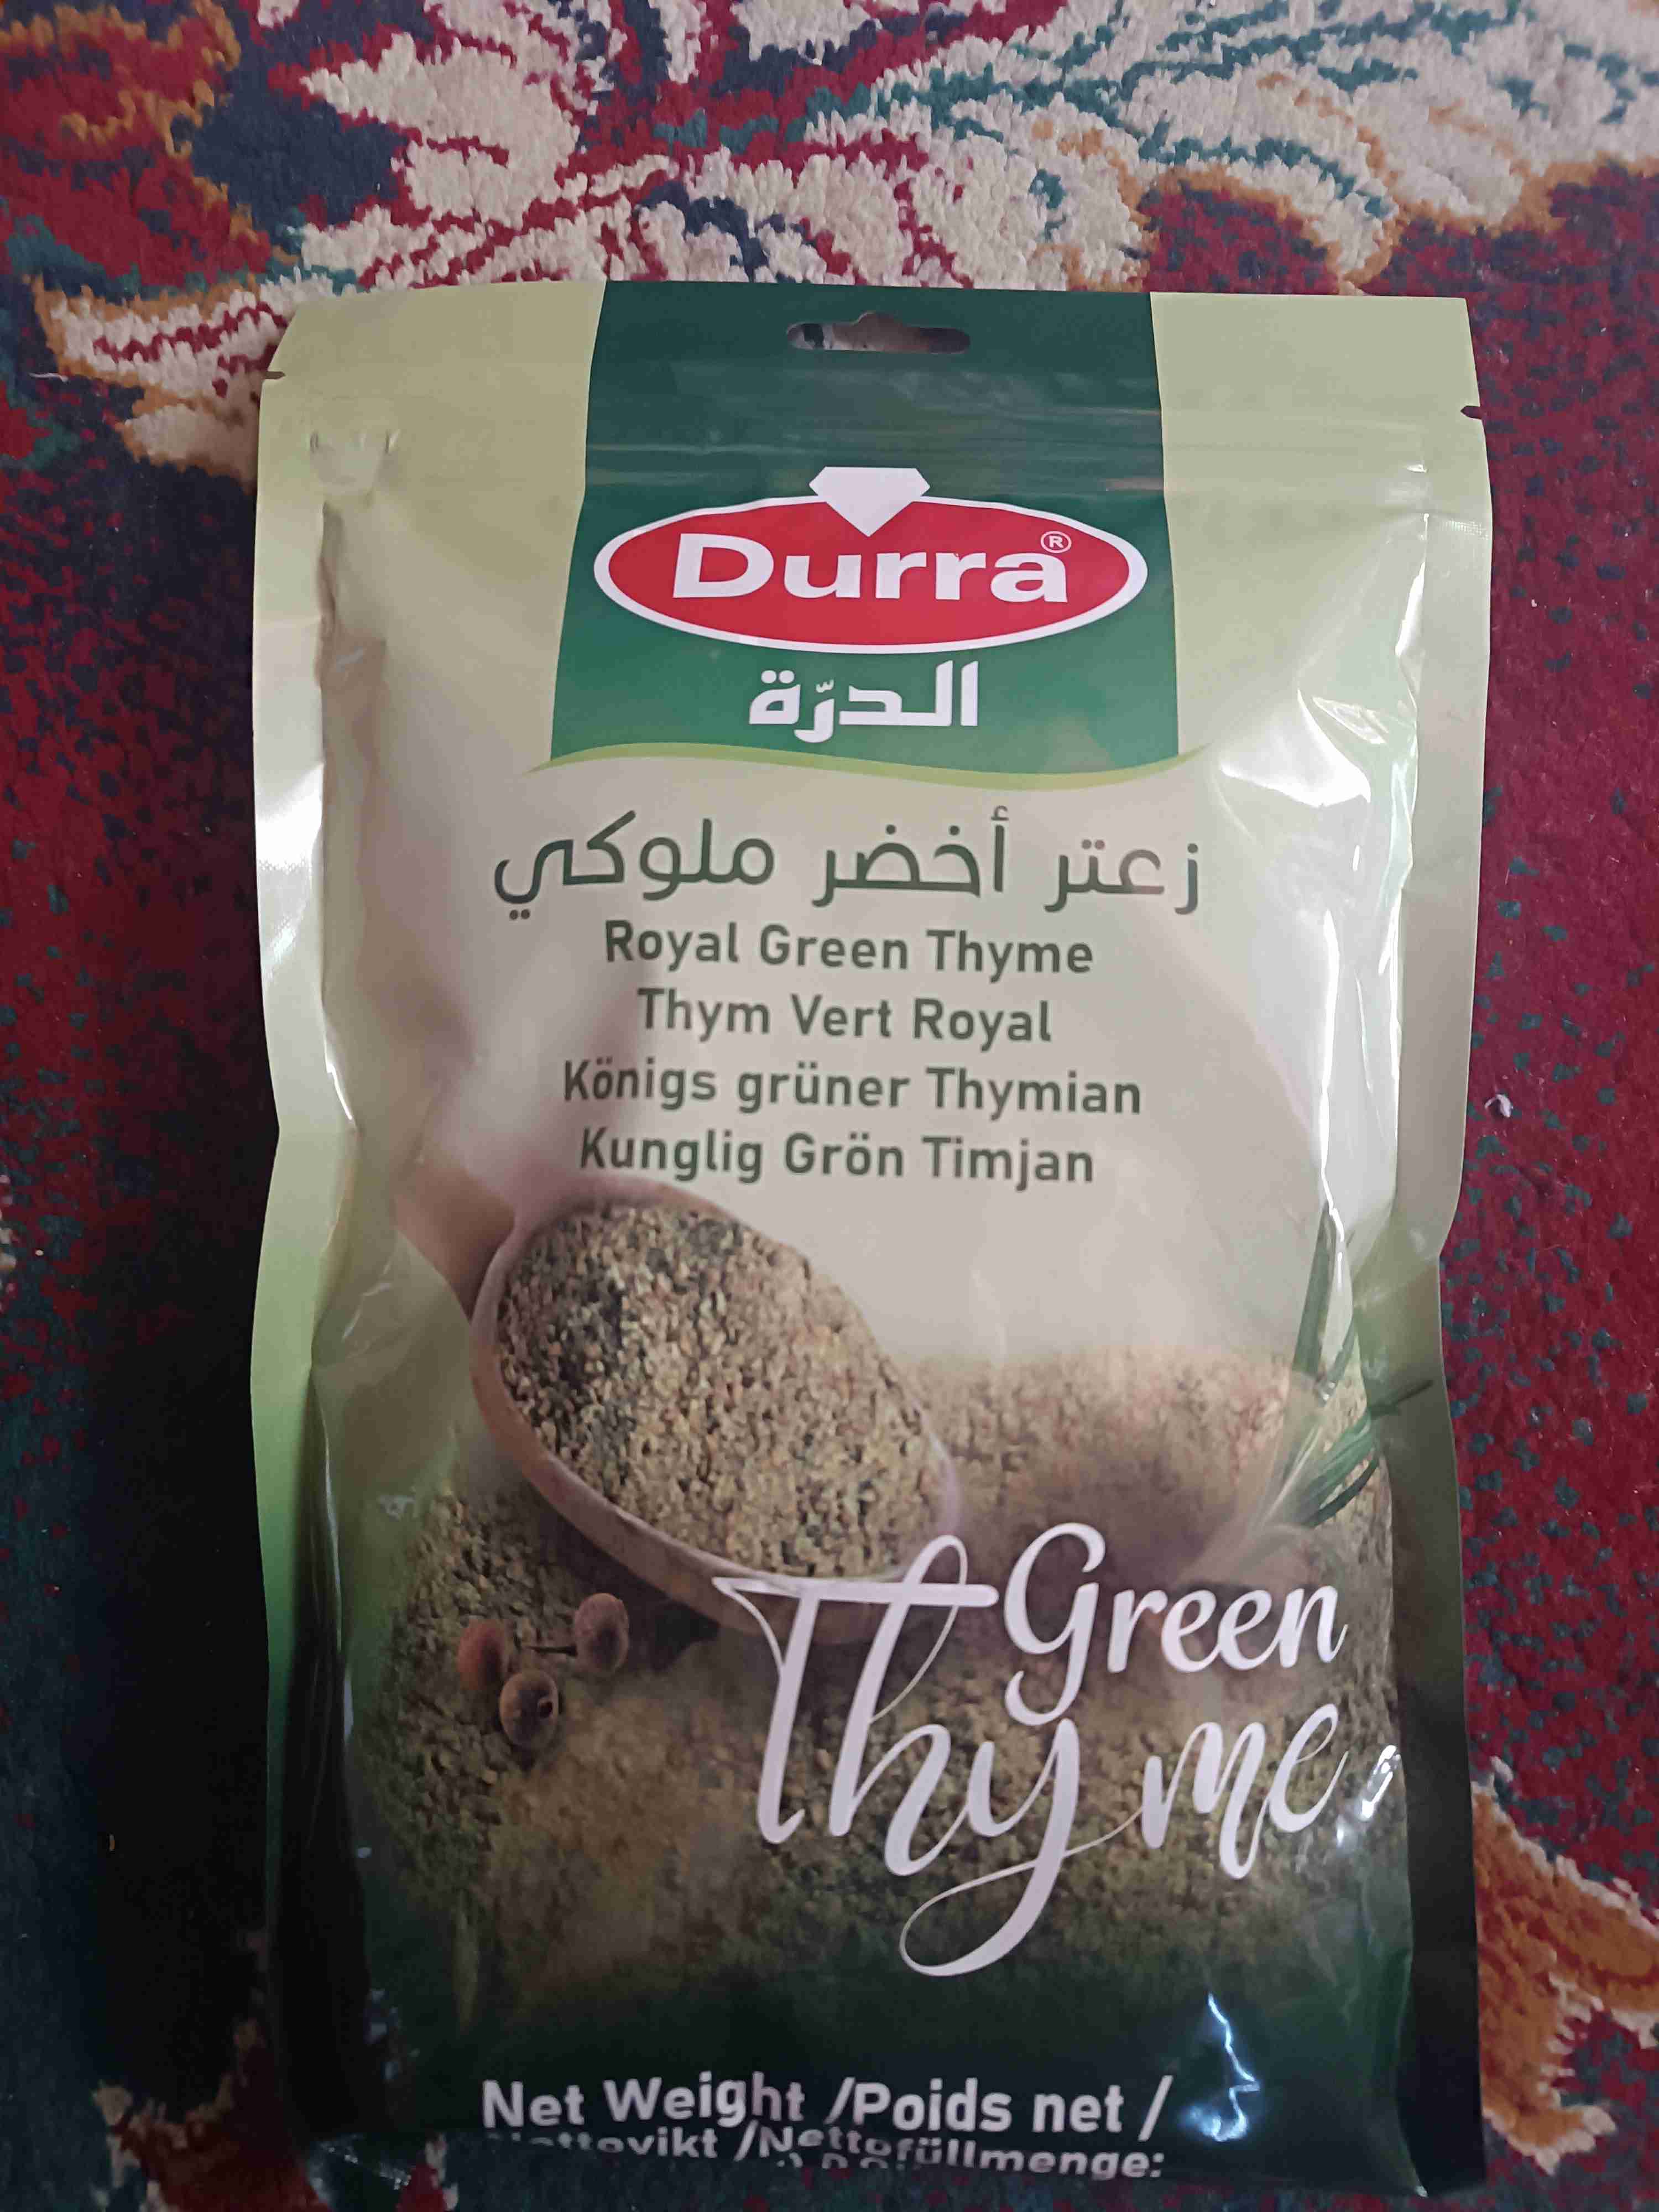 Durra®
الدرّة
زعتر أخضر ملوكي
Royal Green Thyme
Thym Vert Royal
Königs grüner Thymian
Kunglig Grön Timjan
Green
Thyme
Net Weight /Poids net /
/Nettofüllmenge: